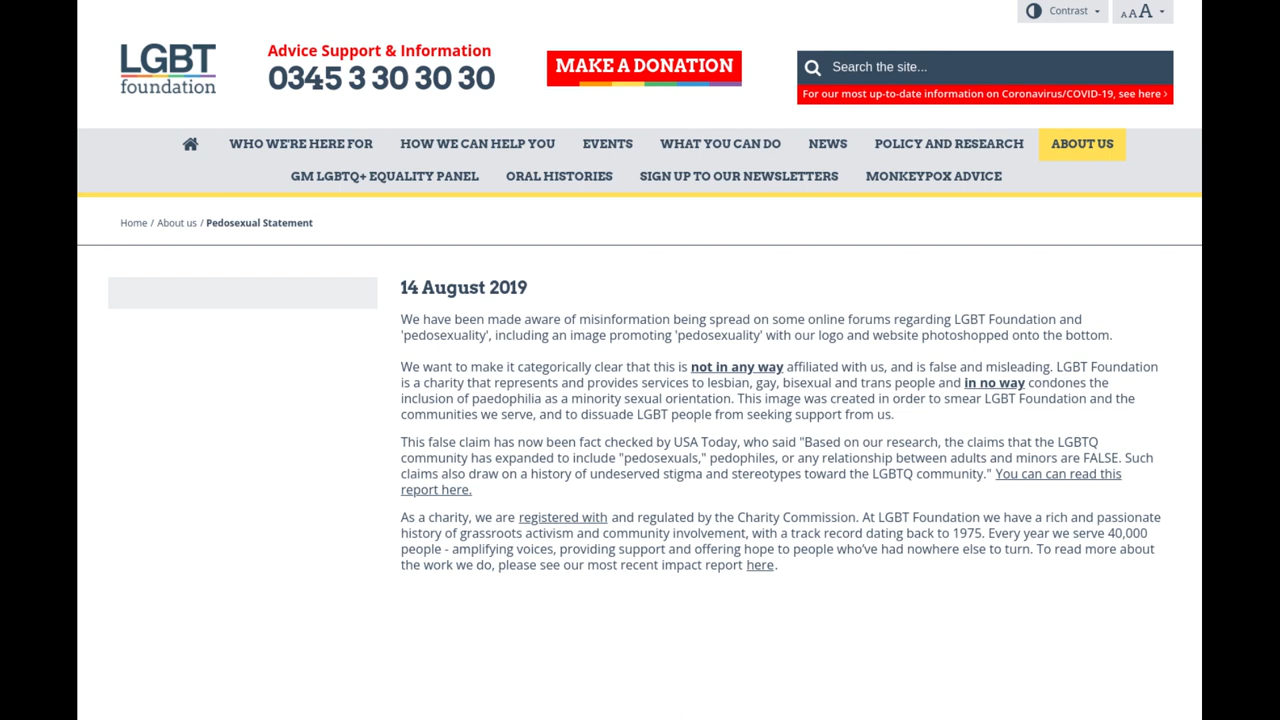 Contrast
A A A
LGBT
foundation
Advice Support & Information
0345 3 30 30 30
MAKE A DONATION
Search the site...
For our most up-to-date information on Coronavirus/COVID-19, see here ›
WHO WE'RE HERE FOR HOW WE CAN HELP YOU EVENTS WHAT YOU CAN DO NEWS POLICY AND RESEARCH ABOUT US
GM LGBTQ+ EQUALITY PANEL ORAL HISTORIES SIGN UP TO OUR NEWSLETTERS MONKEYPOX ADVICE
Home / About us / Pedosexual Statement
14 August 2019
We have been made aware of misinformation being spread on some online forums regarding LGBT Foundation and
'pedosexuality', including an image promoting 'pedosexuality' with our logo and website photoshopped onto the bottom.
We want to make it categorically clear that this is not in any way affiliated with us, and is false and misleading. LGBT Foundation
is a charity that represents and provides services to lesbian, gay, bisexual and trans people and in no way condones the
inclusion of paedophilia as a minority sexual orientation. This image was created in order to smear LGBT Foundation and the
communities we serve, and to dissuade LGBT people from seeking support from us.
This false claim has now been fact checked by USA Today, who said "Based on our research, the claims that the LGBTQ
community has expanded to include "pedosexuals," pedophiles, or any relationship between adults and minors are FALSE. Such
claims also draw on a history of undeserved stigma and stereotypes toward the LGBTQ community." You can can read this
report here.
As a charity, we are registered with and regulated by the Charity Commission. At LGBT Foundation we have a rich and passionate
history of grassroots activism and community involvement, with a track record dating back to 1975. Every year we serve 40,000
people - amplifying voices, providing support and offering hope to people who've had nowhere else to turn. To read more about
the work we do, please see our most recent impact report here.